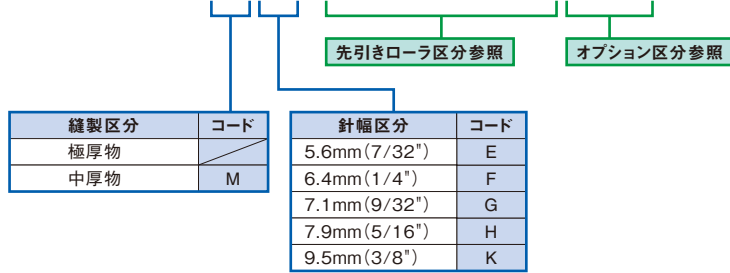 先引きローラ区分参照 オプション区分参照
縫製区分 コード
極厚物
中厚物 M
針幅区分 コード
5.6mm(7/32") E
6.4mm(1/4") F
7.1mm(9/32") G
7.9mm(5/16") H
9.5mm(3/8") K